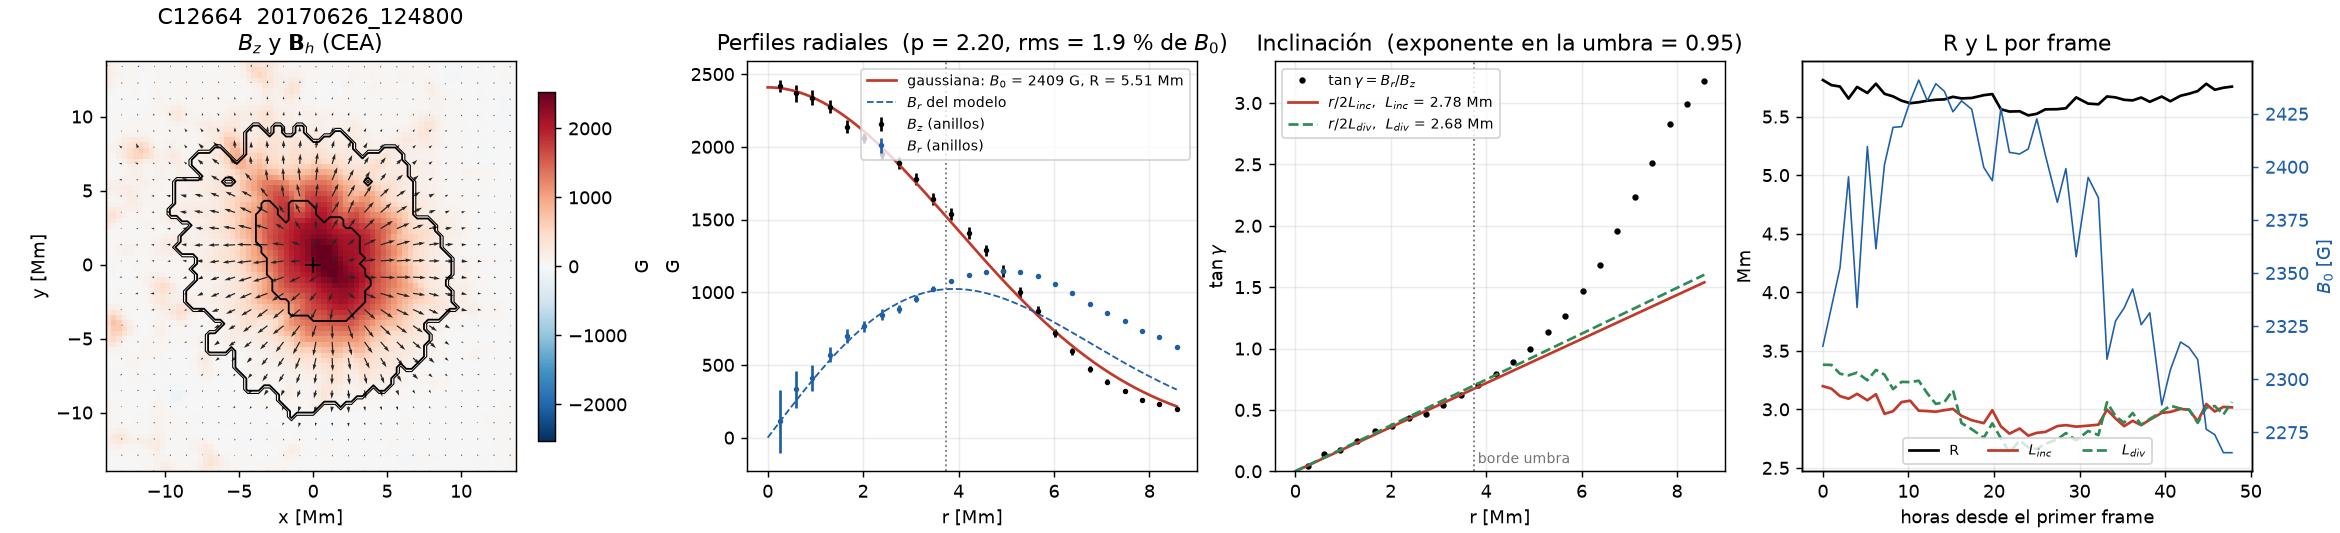 C12664  20170626_124800
B_z y B_h (CEA)
y [Mm]
10
5
0
−5
−10
−10
−5
0
5
10
x [Mm]
2000
1000
0
−1000
−2000
G
Perfiles radiales  (p = 2.20, rms = 1.9 % de B_0)
G
2500
2000
1500
1000
500
0
gaussiana: B_0 = 2409 G, R = 5.51 Mm
B_r del modelo
B_z (anillos)
B_r (anillos)
0
2
4
6
8
r [Mm]
Inclinación  (exponente en la umbra = 0.95)
tan γ
3.0
2.5
2.0
1.5
1.0
0.5
0.0
tan γ = B_r/B_z
r/2L_inc,  L_inc = 2.78 Mm
r/2L_div,  L_div = 2.68 Mm
borde umbra
0
2
4
6
8
r [Mm]
R y L por frame
Mm
5.5
5.0
4.5
4.0
3.5
3.0
2.5
R
L_inc
L_div
0
10
20
30
40
50
horas desde el primer frame
2425
2400
2375
2350
2325
2300
2275
B_0 [G]